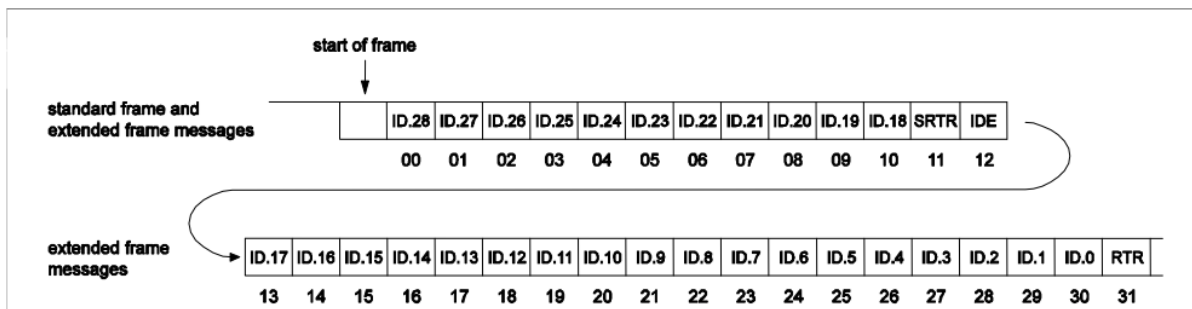 start of frame
standard frame and
extended frame messages
ID.28 ID.27 ID.26 ID.25 ID.24 ID.23 ID.22 ID.21 ID.20 ID.19 ID.18 SRTR IDE
00 01 02 03 04 05 06 07 08 09 10 11 12
extended frame
messages
ID.17 ID.16 ID.15 ID.14 ID.13 ID.12 ID.11 ID.10 ID.9 ID.8 ID.7 ID.6 ID.5 ID.4 ID.3 ID.2 ID.1 ID.0 RTR
13 14 15 16 17 18 19 20 21 22 23 24 25 26 27 28 29 30 31